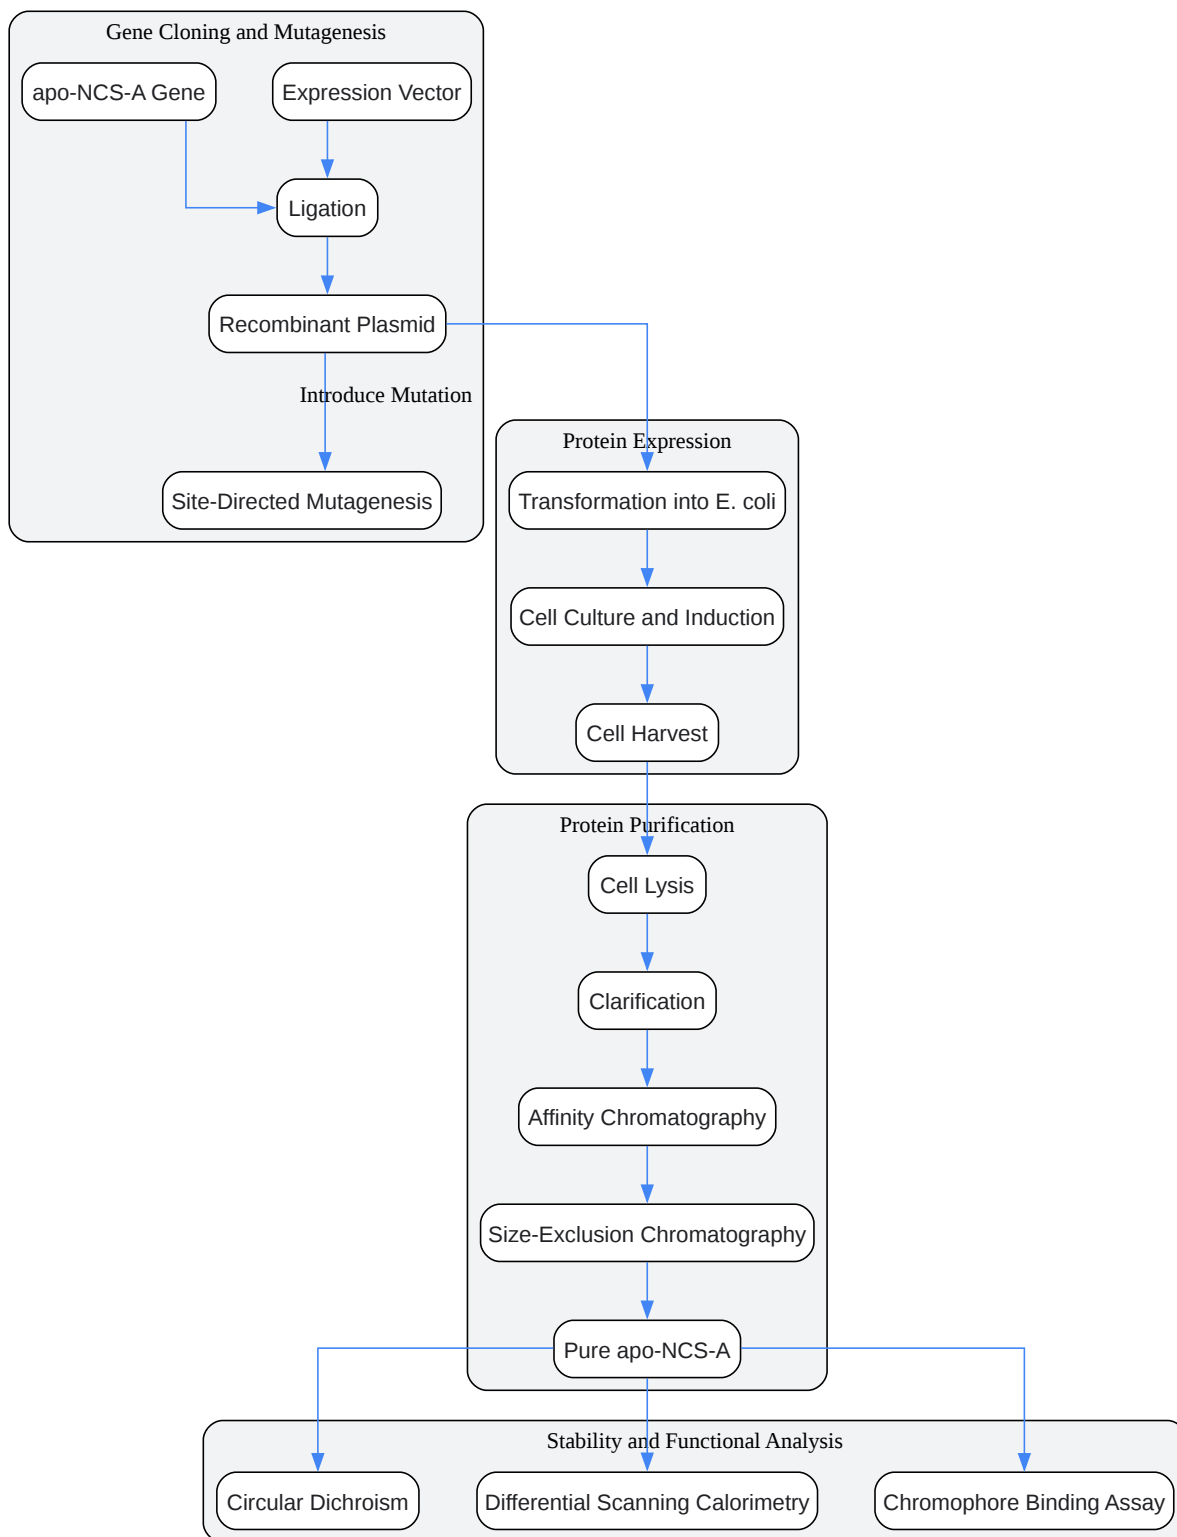 Gene Cloning and Mutagenesis
apo-NCS-A Gene
Expression Vector
Ligation
Recombinant Plasmid
Introduce Mutation
Site-Directed Mutagenesis
Protein Expression
Transformation into E. coli
Cell Culture and Induction
Cell Harvest
Protein Purification
Cell Lysis
Clarification
Affinity Chromatography
Size-Exclusion Chromatography
Pure apo-NCS-A
Stability and Functional Analysis
Circular Dichroism
Differential Scanning Calorimetry
Chromophore Binding Assay